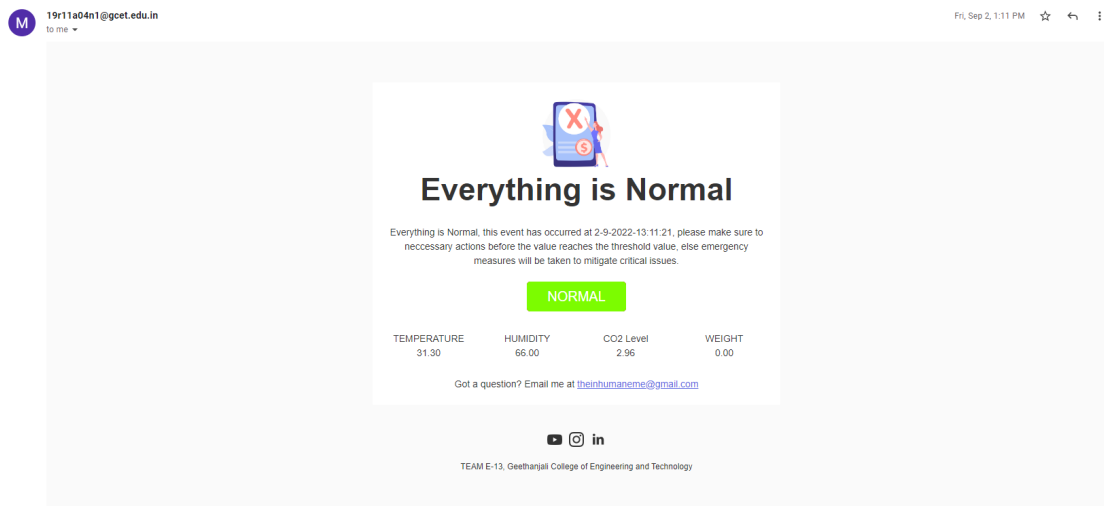 M
19r11a04n1@gcet.edu.in
Fri, Sep 2, 1:11 PM
to me
X
$
Everything is Normal
Everything is Normal, this event has occurred at 2-9-2022-13:11:21, please make sure to
neccessary actions before the value reaches the threshold value, else emergency
measures will be taken to mitigate critical issues.
NORMAL
TEMPERATURE HUMIDITY CO2 Level WEIGHT
31.30 66.00 2.96 0.00
Got a question? Email me at theinhumaneme@gmail.com
in
TEAM E-13, Geethanjali College of Engineering and Technology